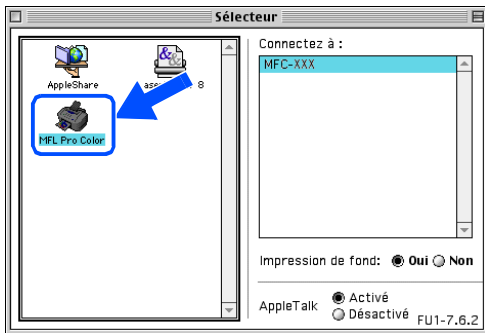 Sélecteur
AppleShare
8
MFL Pro Color
Connectez à :
MFC-XXX
Impression de fond: Oui Non
AppleTalk
Activé
Désactivé
FU1-7.6.2